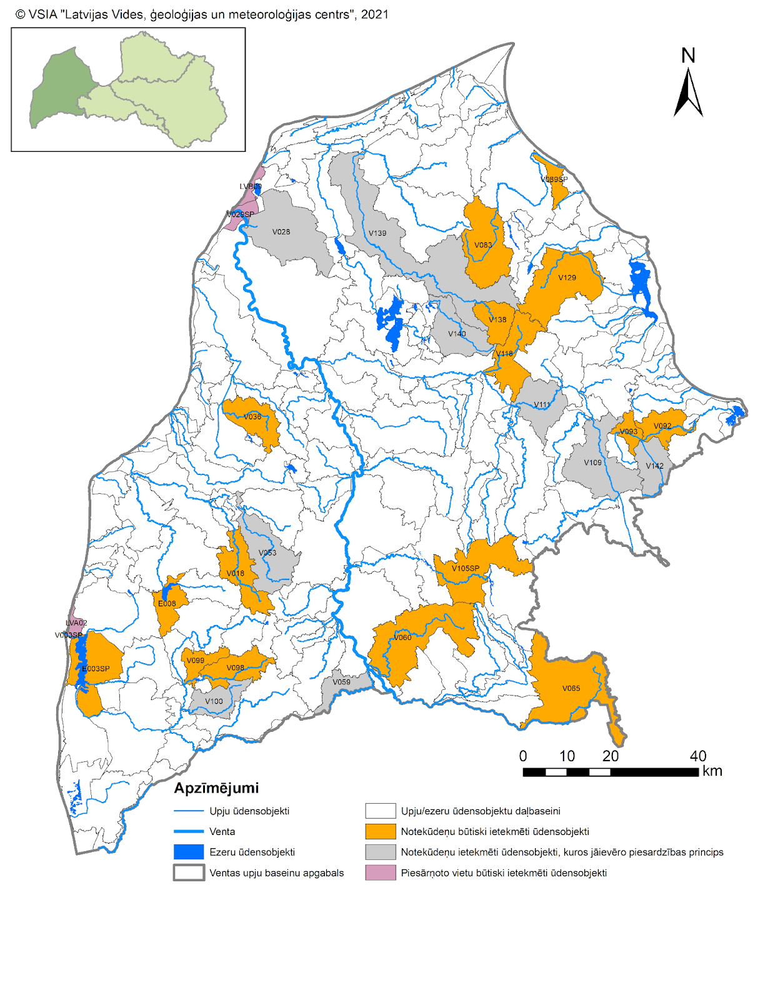 © VSIA "Latvijas Vides, ģeoloģijas un meteoroloģijas centrs", 2021
N
LVB09
V089SP
V029SP
V028
V139
V083
V129
V138
V140
V118
V111
V036
V093
V092
V109
V142
V053
V018
V105SP
E008
LVA02
V003SP
V060
V099
V098
E003SP
V059
V065
V100
0 10 20 40
km
Apzīmējumi
Upju ūdensobjekti
Venta
Ezeru ūdensobjekti
Ventas upju baseinu apgabals
Upju/ezeru ūdensobjektu daļbaseini
Notekūdeņu būtiski ietekmēti ūdensobjekti
Notekūdeņu ietekmēti ūdensobjekti, kuros jāievēro piesardzības princips
Piesārņoto vietu būtiski ietekmēti ūdensobjekti